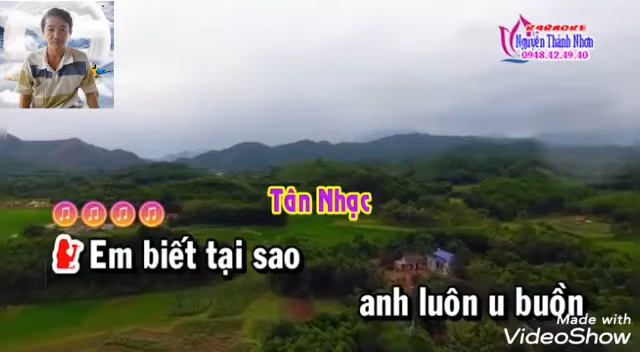 KARAOKE
Nguyễn Thành Nhơn
0948.42.49.40
Tân Nhạc
Em biết tại sao
anh luôn u buồn
Made with
VideoShow